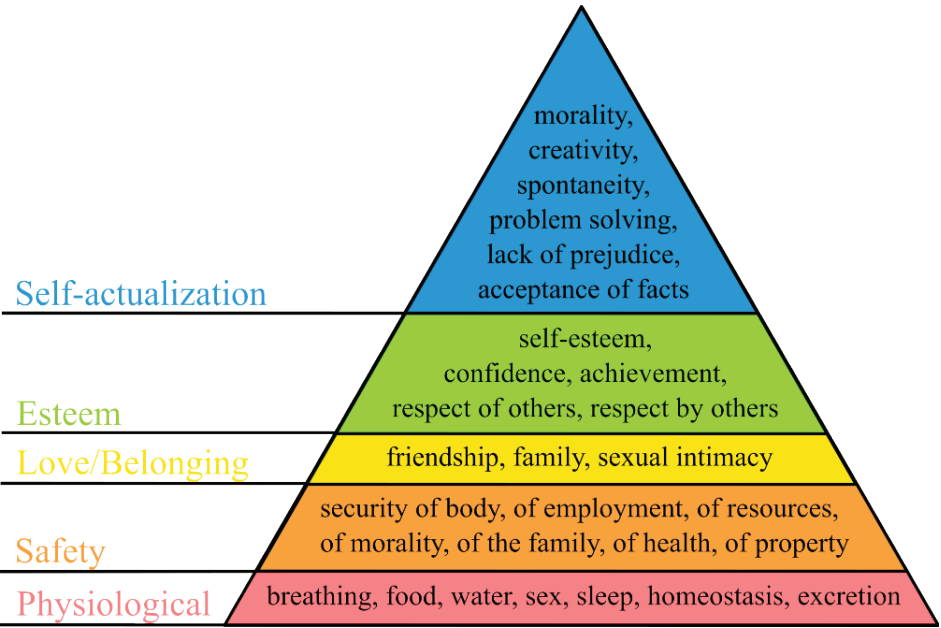 morality,
creativity,
spontaneity,
problem solving,
lack of prejudice,
acceptance of facts
Self-actualization
self-esteem,
confidence, achievement,
respect of others, respect by others
Esteem
friendship, family, sexual intimacy
Love/Belonging
security of body, of employment, of resources,
of morality, of the family, of health, of property
Safety
breathing, food, water, sex, sleep, homeostasis, excretion
Physiological